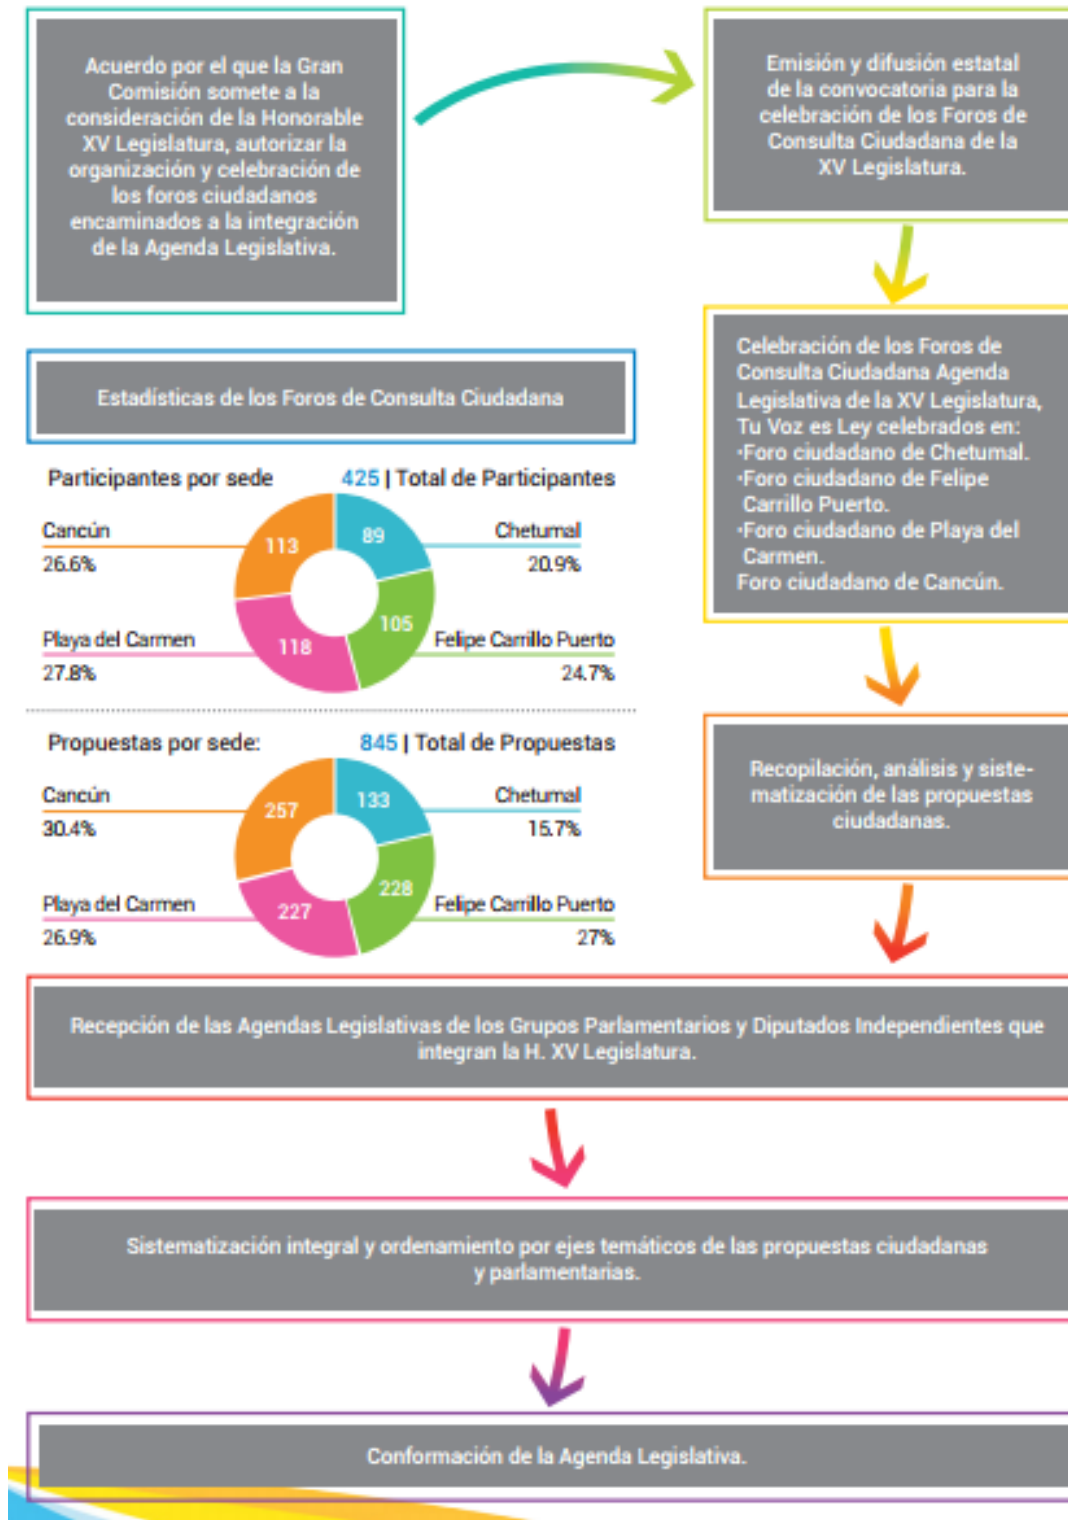 Acuerdo por el que la Gran
Comisión somete a la
consideración de la Honorable
XV Legislatura, autorizar la
organización y celebración de
los foros ciudadanos
encaminados a la integración
de la Agenda Legislativa.
Emisión y difusión estatal
de la convocatoria para la
celebración de los Foros de
Consulta Ciudadana de la
XV Legislatura.
Celebración de los Foros de
Consulta Ciudadana Agenda
Legislativa de la XV Legislatura,
Tu Voz es Ley celebrados en:
•Foro ciudadano de Chetumal.
•Foro ciudadano de Felipe
Carrillo Puerto.
•Foro ciudadano de Playa del
Carmen.
Foro ciudadano de Cancún.
Estadísticas de los Foros de Consulta Ciudadana
Participantes por sede 425 | Total de Participantes
Cancún 113 89 Chetumal
26.6% 20.9%
Playa del Carmen 118 105 Felipe Carrillo Puerto
27.8% 24.7%
Propuestas por sede: 845 | Total de Propuestas
Cancún 257 133 Chetumal
30.4% 15.7%
Playa del Carmen 227 228 Felipe Carrillo Puerto
26.9% 27%
Recopilación, análisis y siste-
matización de las propuestas
ciudadanas.
Recepción de las Agendas Legislativas de los Grupos Parlamentarios y Diputados Independientes que
integran la H. XV Legislatura.
Sistematización integral y ordenamiento por ejes temáticos de las propuestas ciudadanas
y parlamentarias.
Conformación de la Agenda Legislativa.